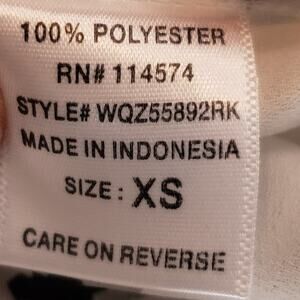 100% POLYESTER
RN# 114574
STYLE# WQZ55892RK
MADE IN INDONESIA
SIZE: XS
CARE ON REVERSE